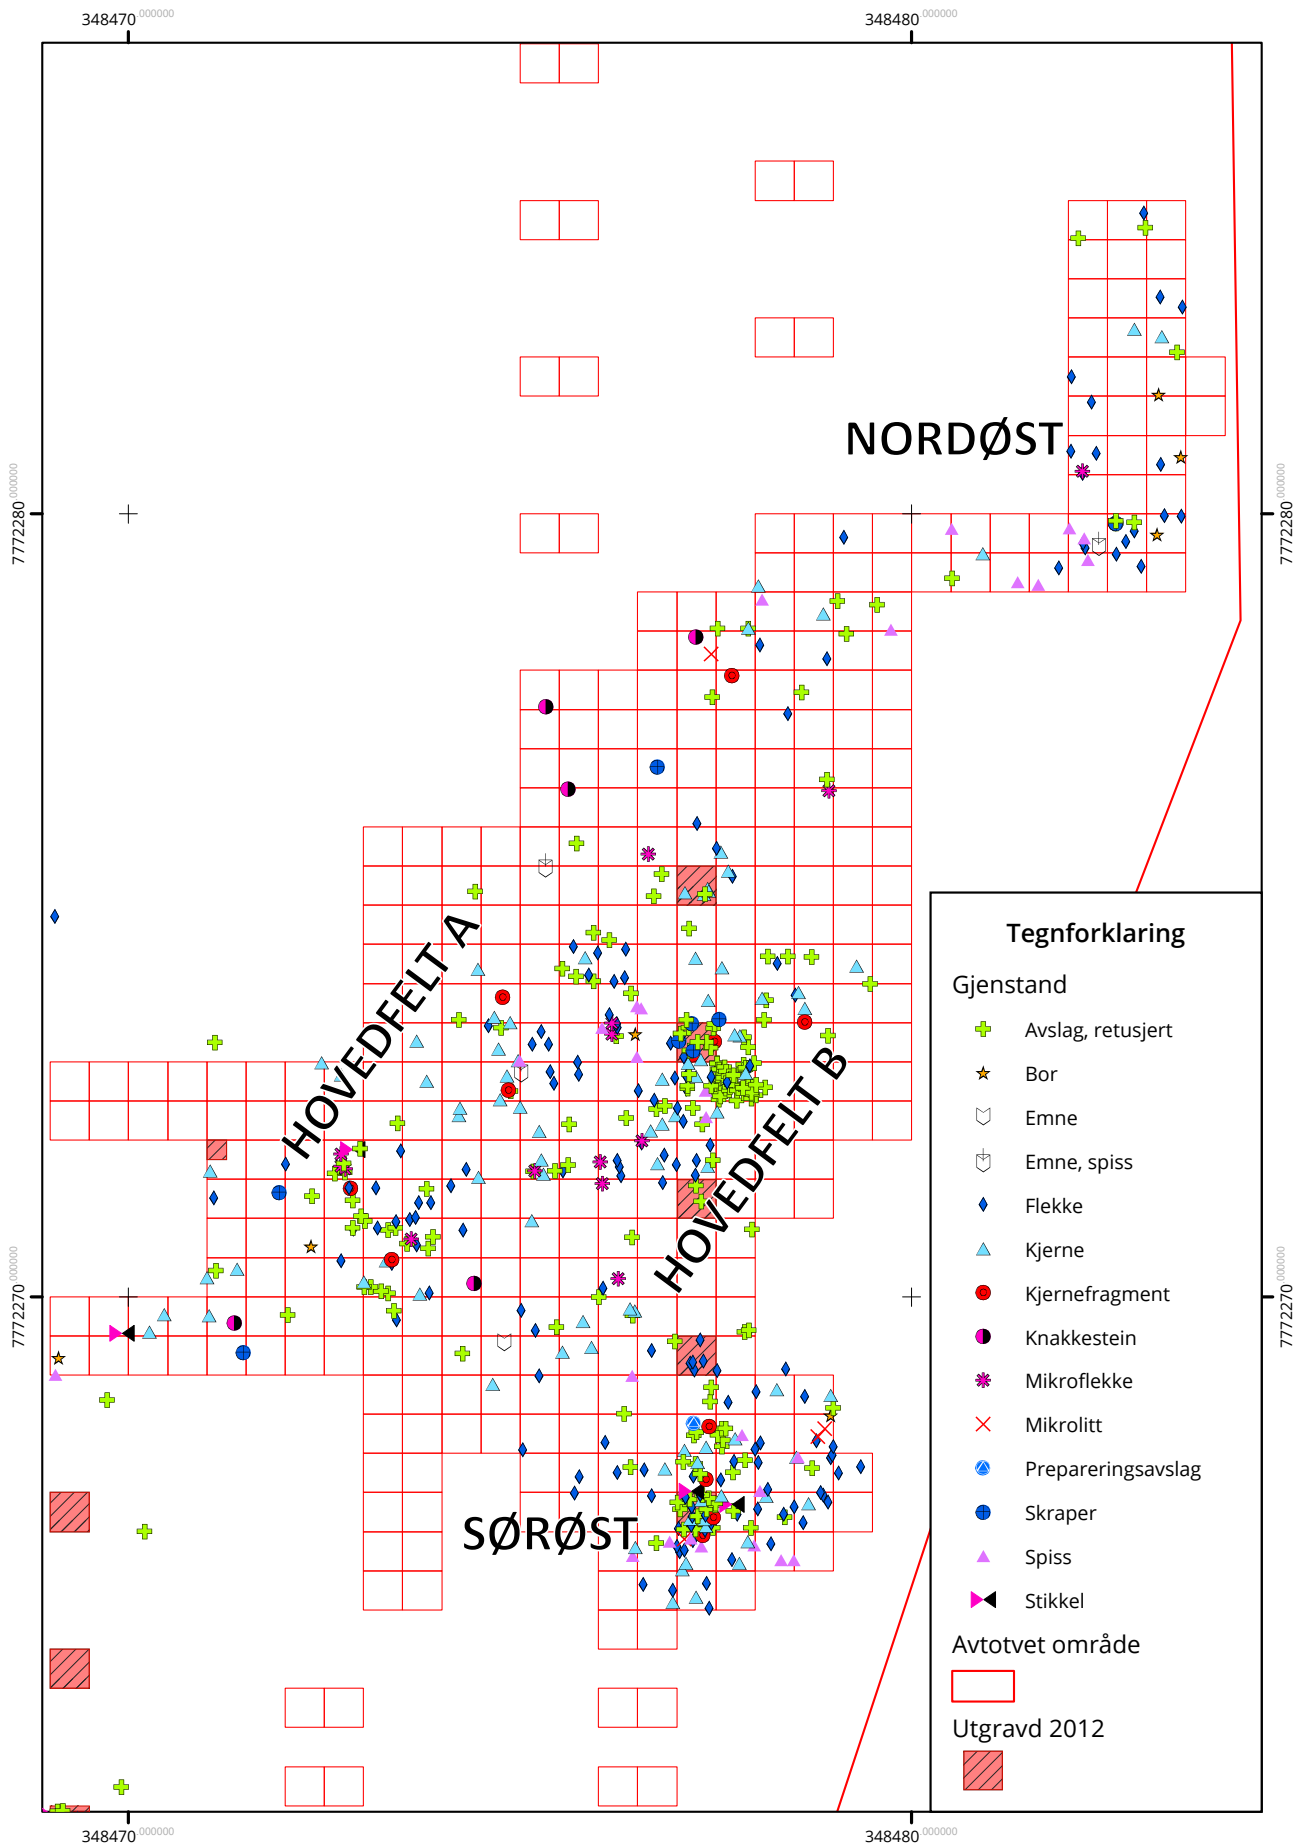 348470.000000
348480.000000
7772280.000000
7772280.000000
NORDØST
HOVEDFELT A
HOVEDFELT B
7772270.000000
7772270.000000
SØRØST
Tegnforklaring
Gjenstand
Avslag, retusjert
Bor
Emne
Emne, spiss
Flekke
Kjerne
Kjernefragment
Knakkestein
Mikroflekke
Mikrolitt
Prepareringsavslag
Skraper
Spiss
Stikkel
Avtotvet område
Utgravd 2012
348470.000000
348480.000000